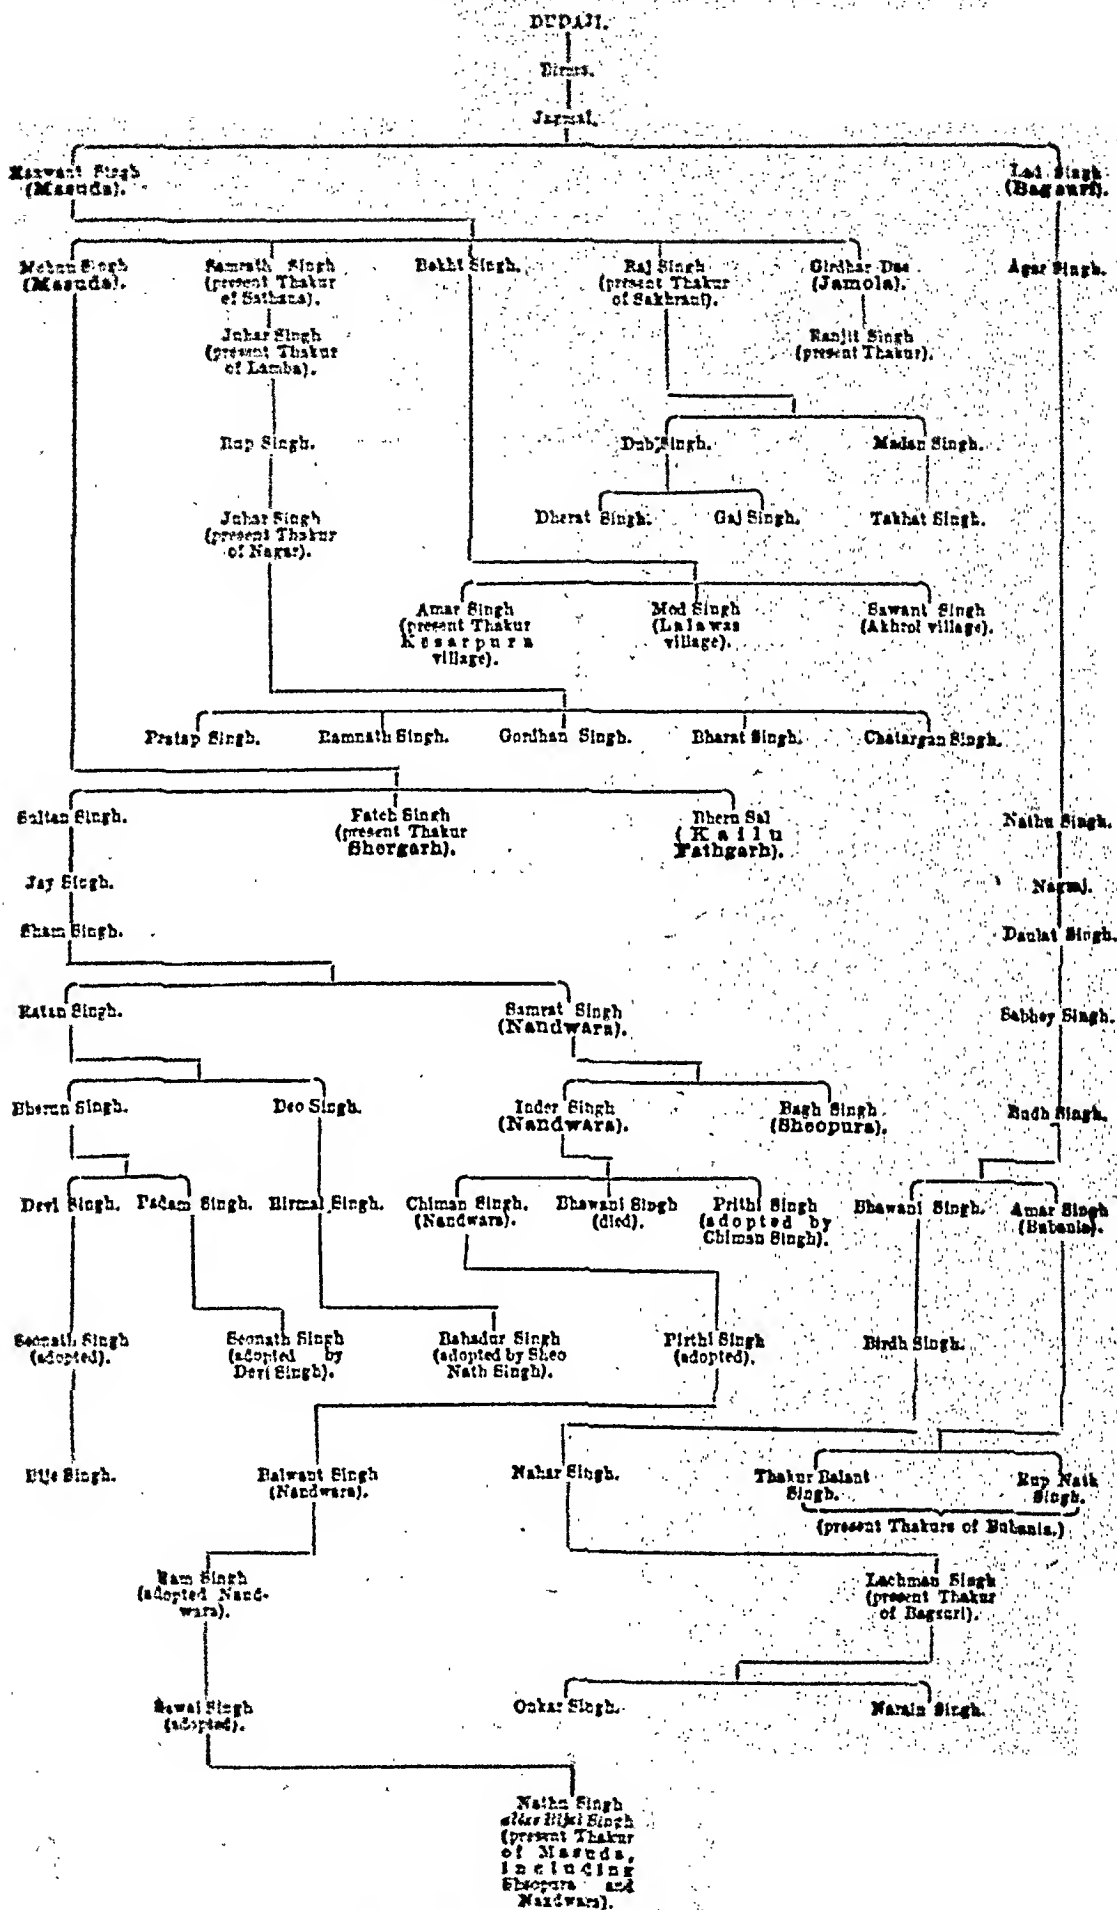 DUDAJI.
Jagmal.
Singh
(Masuda).
Singh
(Bagsuri).
Singh
(Masuda).
Samrath Singh
(present Thakur
of Sathana).
Bakht Singh.
Raj Singh
(present Thakur
of Sakhrani).
Girdhar Das
(Jamola).
Agar Singh.
Juhar Singh
(present Thakur
of Lamba).
Ranjit Singh
(present Thakur).
Rup Singh.
Dub Singh.
Madan Singh.
Juhar Singh
(present Thakur
of Nagar).
Dherat Singh.
Gaj Singh.
Takhat Singh.
Amar Singh
(present Thakur
Kesarpura
village).
Mod Singh
(Lalawas
village).
Sawant Singh
(Akhrol village).
Pratap Singh.
Ramnath Singh.
Gordhan Singh.
Bharat Singh.
Chatargan Singh.
Sultan Singh.
Fateh Singh
(present Thakur
Shergarh).
Bheru Sal
(Kailu
Fathgarh).
Nathu Singh.
Jay Singh.
Nagraj.
Sham Singh.
Daulat Singh.
Ratan Singh.
Samrat Singh
(Nandwara).
Sabhey Singh.
Bherun Singh.
Deo Singh.
Inder Singh
(Nandwara).
Bagh Singh
(Sheopura).
Budh Singh.
Devi Singh.
Padam Singh.
Birmal Singh.
Chiman Singh.
(Nandwara).
Bhawani Singh
(died).
Prithi Singh
(adopted by
Chiman Singh).
Bhawani Singh.
Amar Singh
(Bubania).
Seonath Singh
(adopted).
Seonath Singh
(adopted by
Devi Singh).
Bahadur Singh
(adopted by Sheo
Nath Singh).
Pirthi Singh
(adopted).
Birdh Singh.
Bije Singh.
Balwant Singh
(Nandwara).
Nahar Singh.
Thakur Balant
Singh.
Rup Nath
Singh.
(present Thakurs of Bubania.)
Ram Singh
(adopted Nand-
wara).
Lachman Singh
(present Thakur
of Bagsuri).
Sawai Singh
(adopted).
Onkar Singh.
Narain Singh.
Nathu Singh
alias Singh
(present Thakur
of Masuda,
including
Sheopura and
Nandwara).